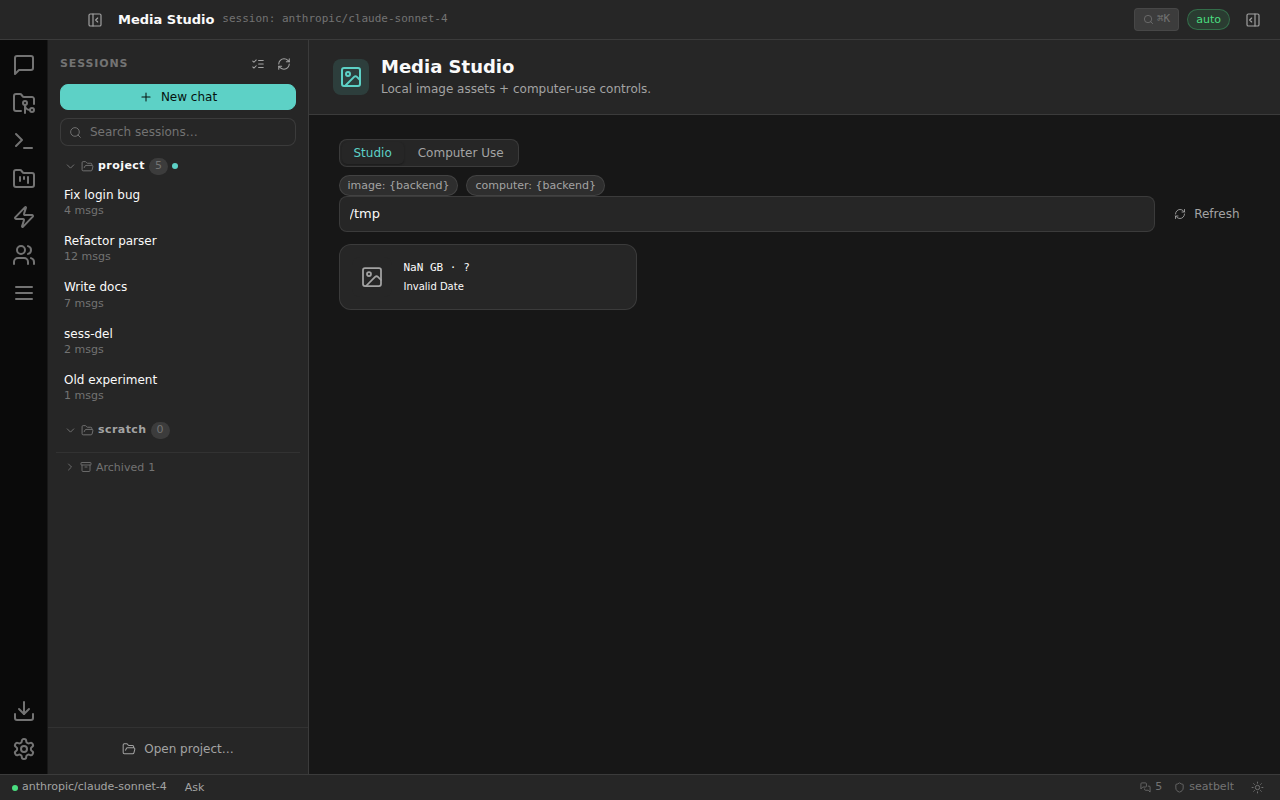 Media Studio session: anthropic/claude-sonnet-4
⌘K
auto
SESSIONS
New chat
Search sessions…
project 5
Fix login bug
4 msgs
Refactor parser
12 msgs
Write docs
7 msgs
sess-del
2 msgs
Old experiment
1 msgs
scratch 0
Archived 1
Open project…
Media Studio
Local image assets + computer-use controls.
Studio Computer Use
image: {backend} computer: {backend}
/tmp
Refresh
NaN GB · ?
Invalid Date
anthropic/claude-sonnet-4 Ask
5 seatbelt